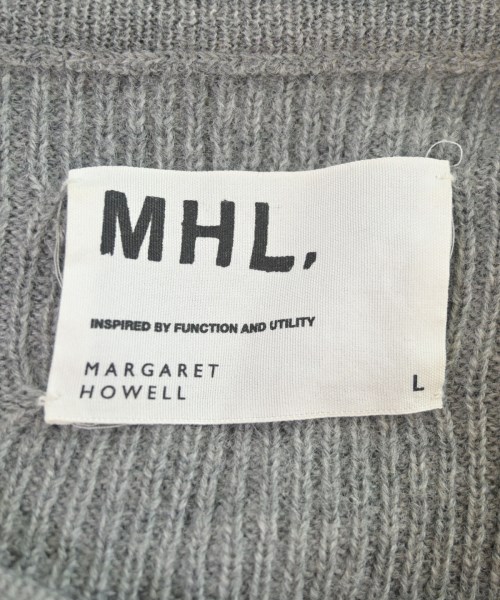 MHL,
INSPIRED BY FUNCTION AND UTILITY
MARGARET
HOWELL
L